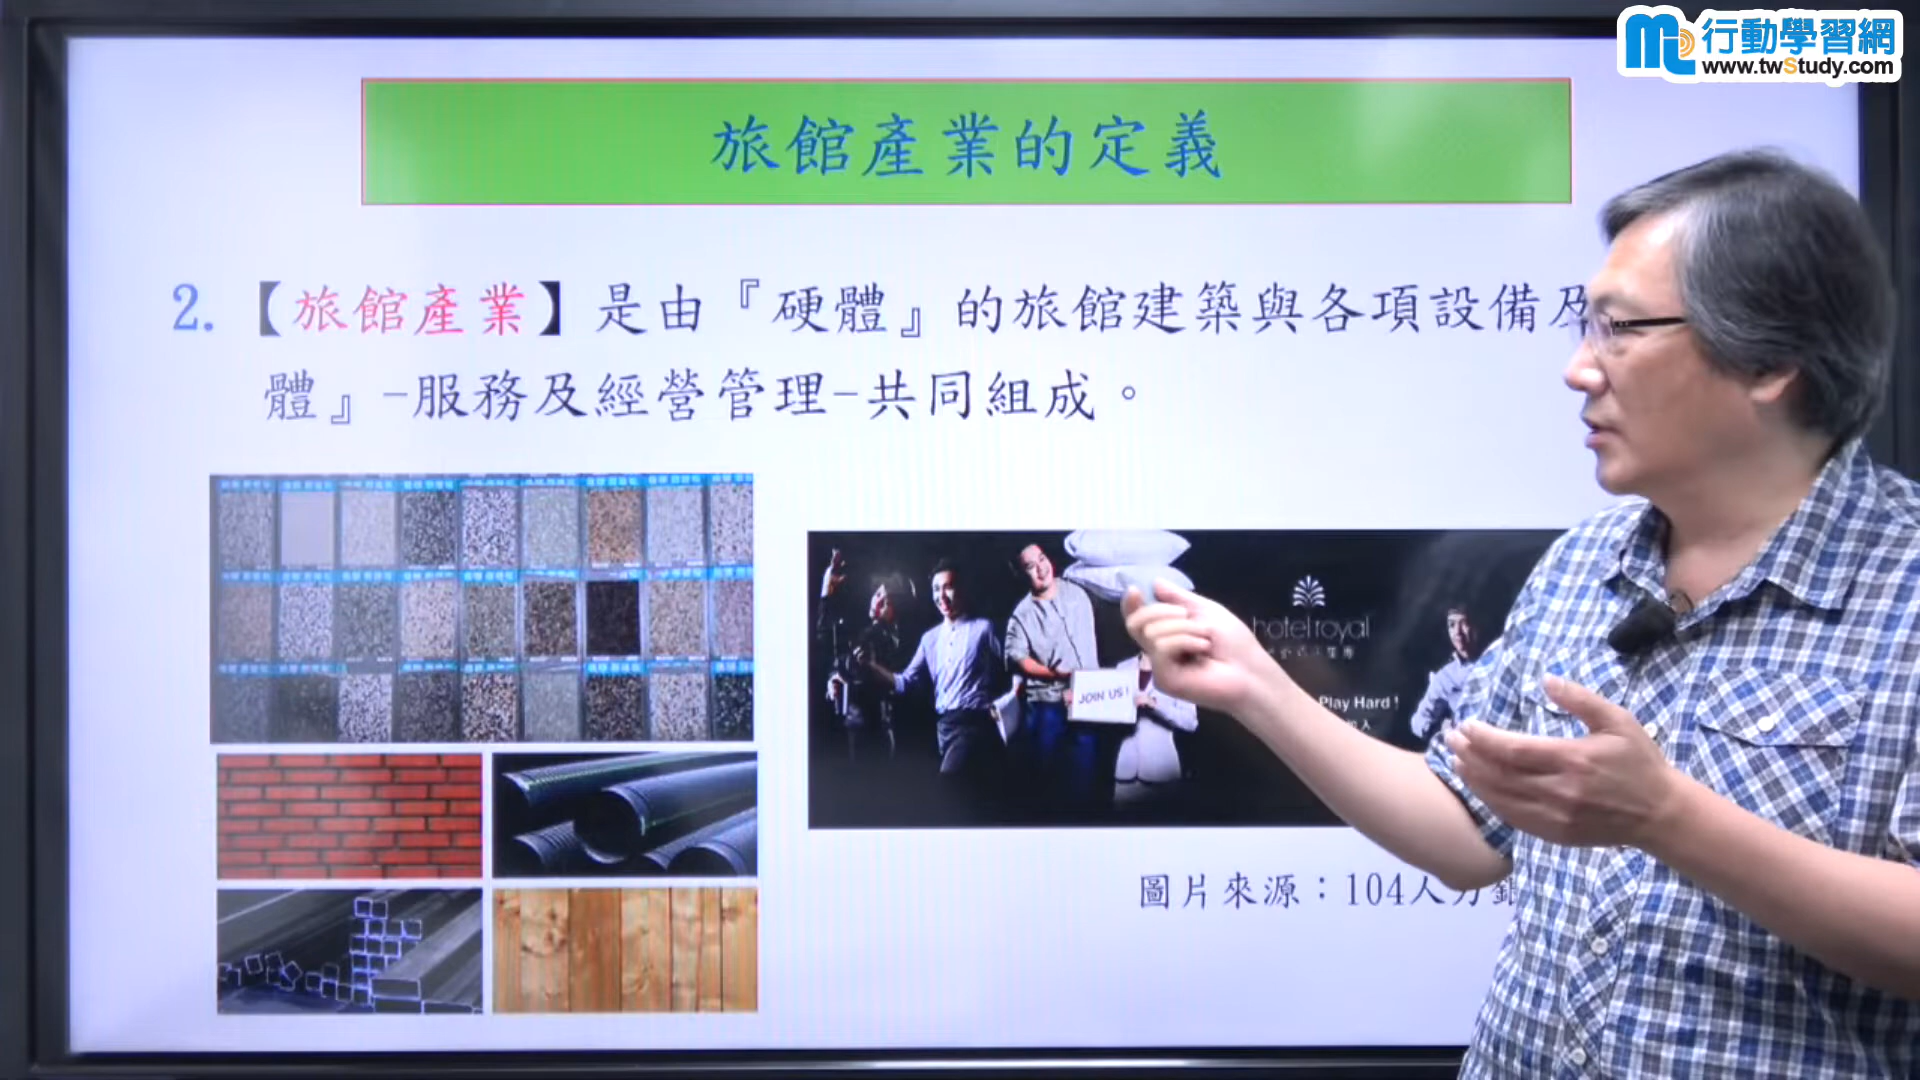 行動學習網
www.twStudy.com
旅館產業的定義
2.【旅館產業】是由『硬體』的旅館建築與各項設備及
體』-服務及經營管理-共同組成。
hotel royal
JOIN US!
Play Hard !
圖片來源：104人力銀